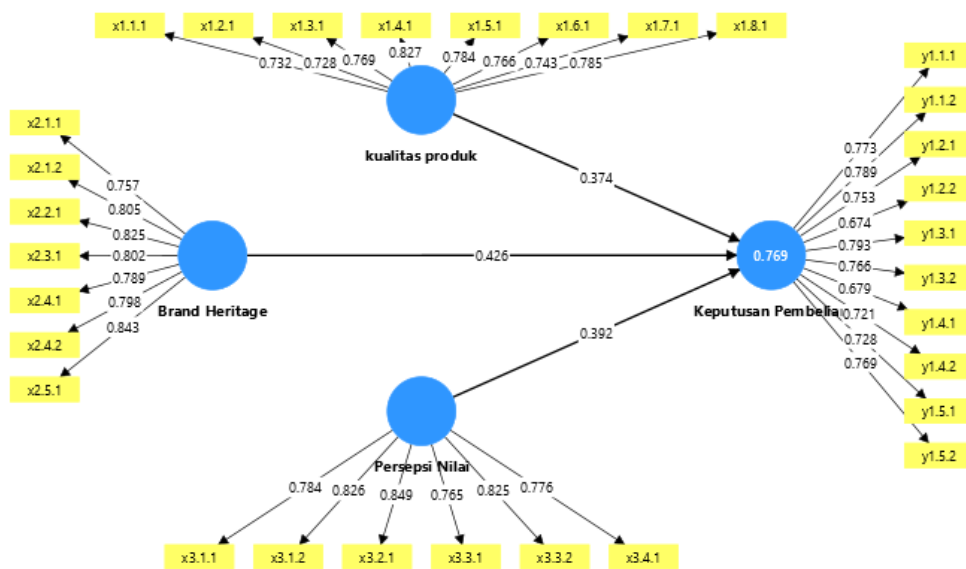 x1.1.1
x1.2.1
x1.3.1
x1.4.1
x1.5.1
x1.6.1
x1.7.1
x1.8.1
0.732
0.728
0.769
0.827
0.784
0.766
0.743
0.785
kualitas produk
x2.1.1
x2.1.2
x2.2.1
x2.3.1
x2.4.1
x2.4.2
x2.5.1
0.757
0.805
0.825
0.802
0.789
0.798
0.843
Brand Heritage
0.374
0.426
0.392
0.769
Keputusan Pembelia
y1.1.1
y1.1.2
y1.2.1
y1.2.2
y1.3.1
y1.3.2
y1.4.1
y1.4.2
y1.5.1
y1.5.2
0.773
0.789
0.753
0.674
0.793
0.766
0.679
0.721
0.728
0.769
Persepsi Nilai
0.784
0.826
0.849
0.765
0.825
0.776
x3.1.1
x3.1.2
x3.2.1
x3.3.1
x3.3.2
x3.4.1